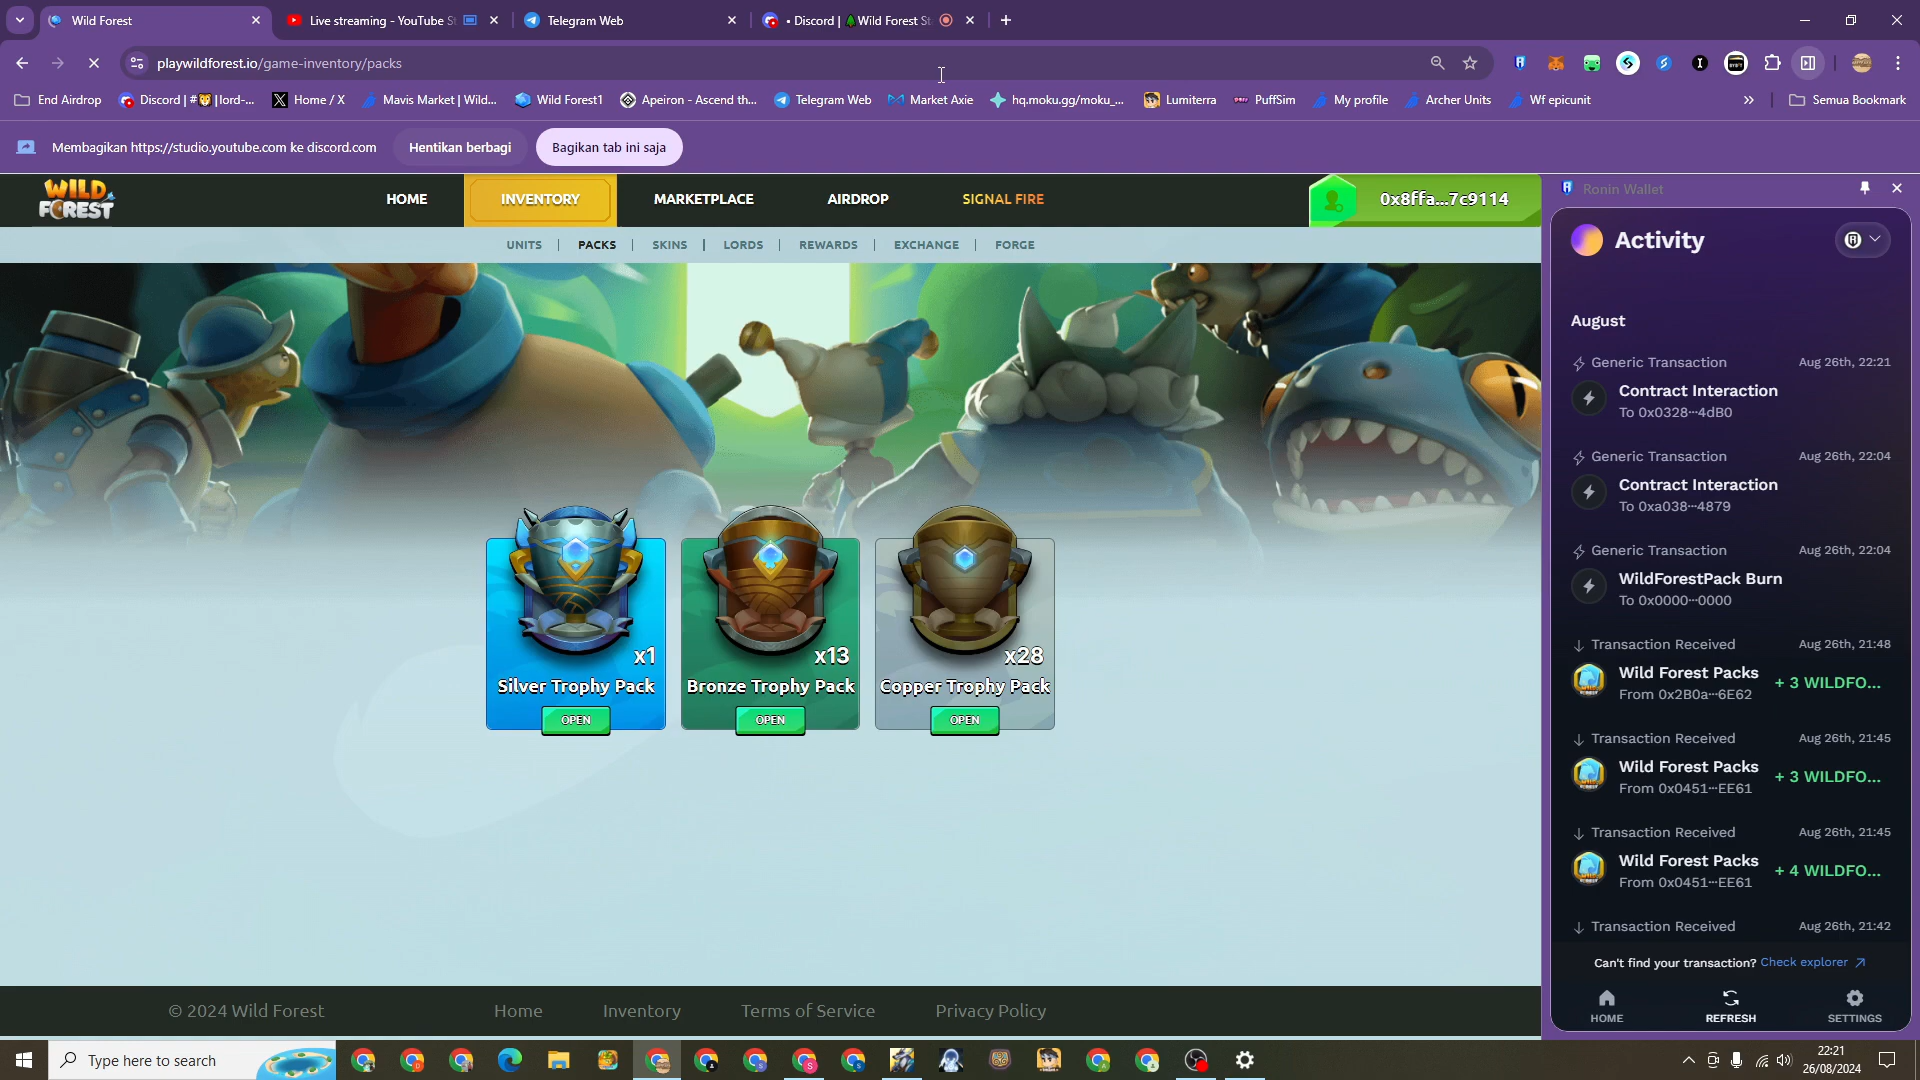 Wild Forest
Live streaming - YouTube St
Telegram Web
• Discord | 🌲Wild Forest St
playwildforest.io/game-inventory/packs
End Airdrop
Discord | #🦁|lord-...
Home / X
Mavis Market | Wild...
Wild Forest1
Apeiron - Ascend th...
Telegram Web
Market Axie
hq.moku.gg/moku_...
Lumiterra
PuffSim
My profile
Archer Units
Wf epicunit
Semua Bookmark
Membagikan https://studio.youtube.com ke discord.com
Hentikan berbagi
Bagikan tab ini saja
WILD
FOREST
HOME
INVENTORY
MARKETPLACE
AIRDROP
SIGNAL FIRE
0x8ffa...7c9114
UNITS | PACKS | SKINS | LORDS | REWARDS | EXCHANGE | FORGE
x1
Silver Trophy Pack
OPEN
x13
Bronze Trophy Pack
OPEN
x28
Copper Trophy Pack
OPEN
© 2024 Wild Forest
Home
Inventory
Terms of Service
Privacy Policy
Ronin Wallet
Activity
August
Generic Transaction
Aug 26th, 22:21
Contract Interaction
To 0x0328···4dB0
Generic Transaction
Aug 26th, 22:04
Contract Interaction
To 0xa038···4879
Generic Transaction
Aug 26th, 22:04
WildForestPack Burn
To 0x0000···0000
Transaction Received
Aug 26th, 21:48
Wild Forest Packs
+ 3 WILDFO...
From 0x2B0a···6E62
Transaction Received
Aug 26th, 21:45
Wild Forest Packs
+ 3 WILDFO...
From 0x0451···EE61
Transaction Received
Aug 26th, 21:45
Wild Forest Packs
+ 4 WILDFO...
From 0x0451···EE61
Transaction Received
Aug 26th, 21:42
Can't find your transaction? Check explorer
HOME
REFRESH
SETTINGS
Type here to search
22:21
26/08/2024